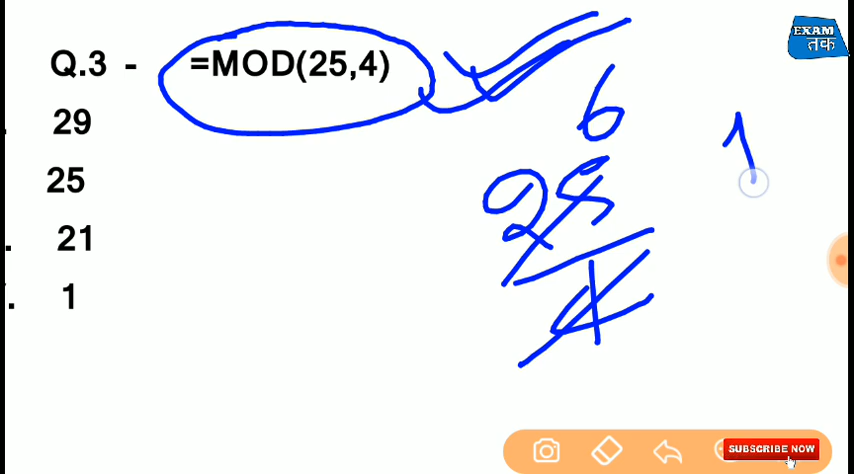 Q.3 - =MOD(25,4)
29
25
. 21
. 1
6
25
4
1
EXAM
तक
SUBSCRIBE NOW